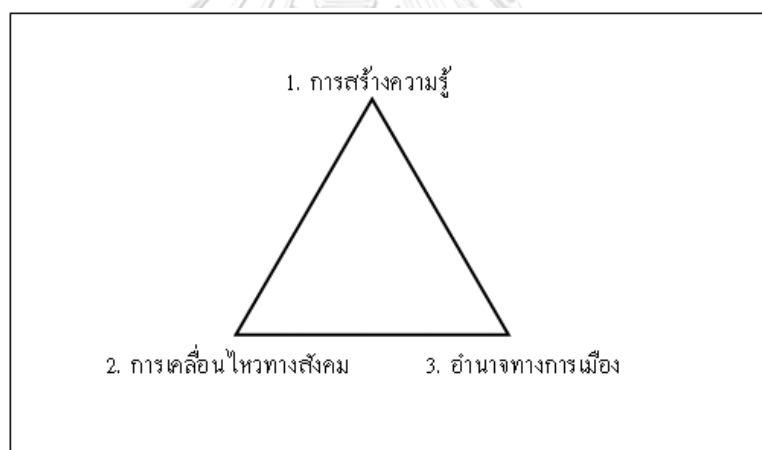 1. การสร้างความรู้
2. การเคลื่อนไหวทางสังคม 3. อำนาจทางการเมือง